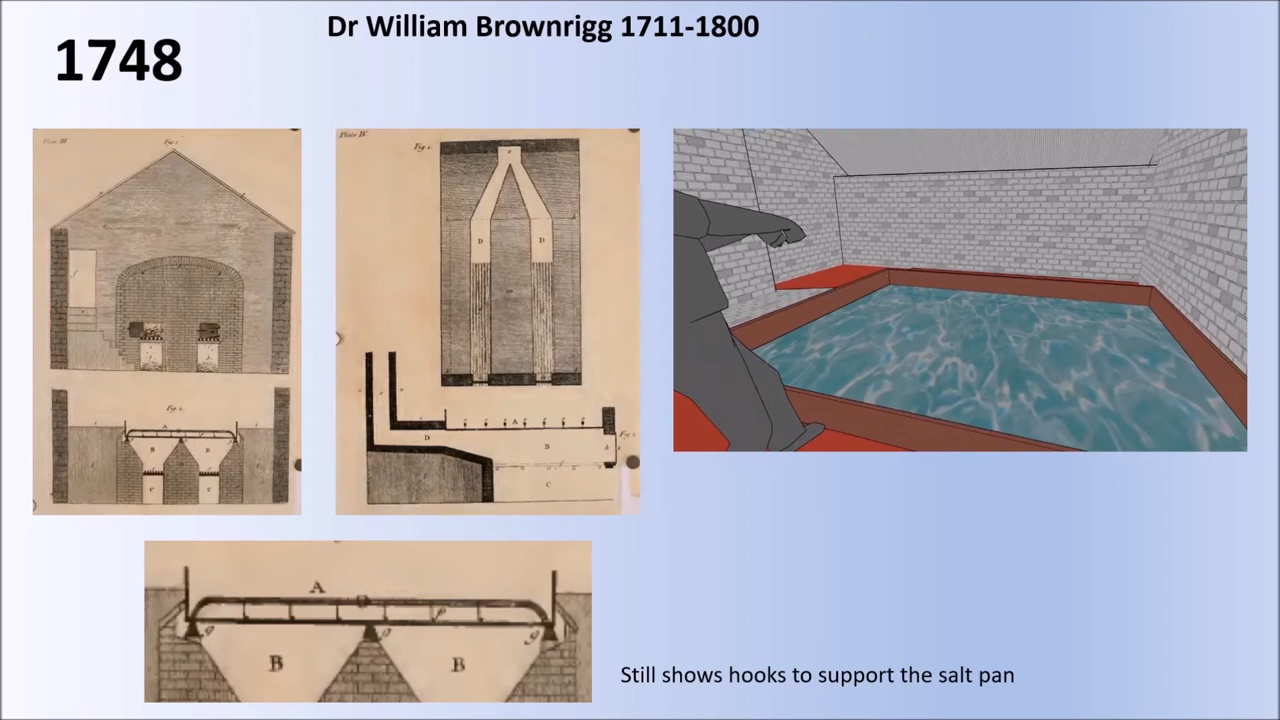 Dr William Brownrigg 1711-1800
1748
Plate III
Fig 1.
Plate IV.
Fig 1.
D
D
Fig 2.
A
B
B
C
C
A
D
B
C
A
B
B
g
Still shows hooks to support the salt pan